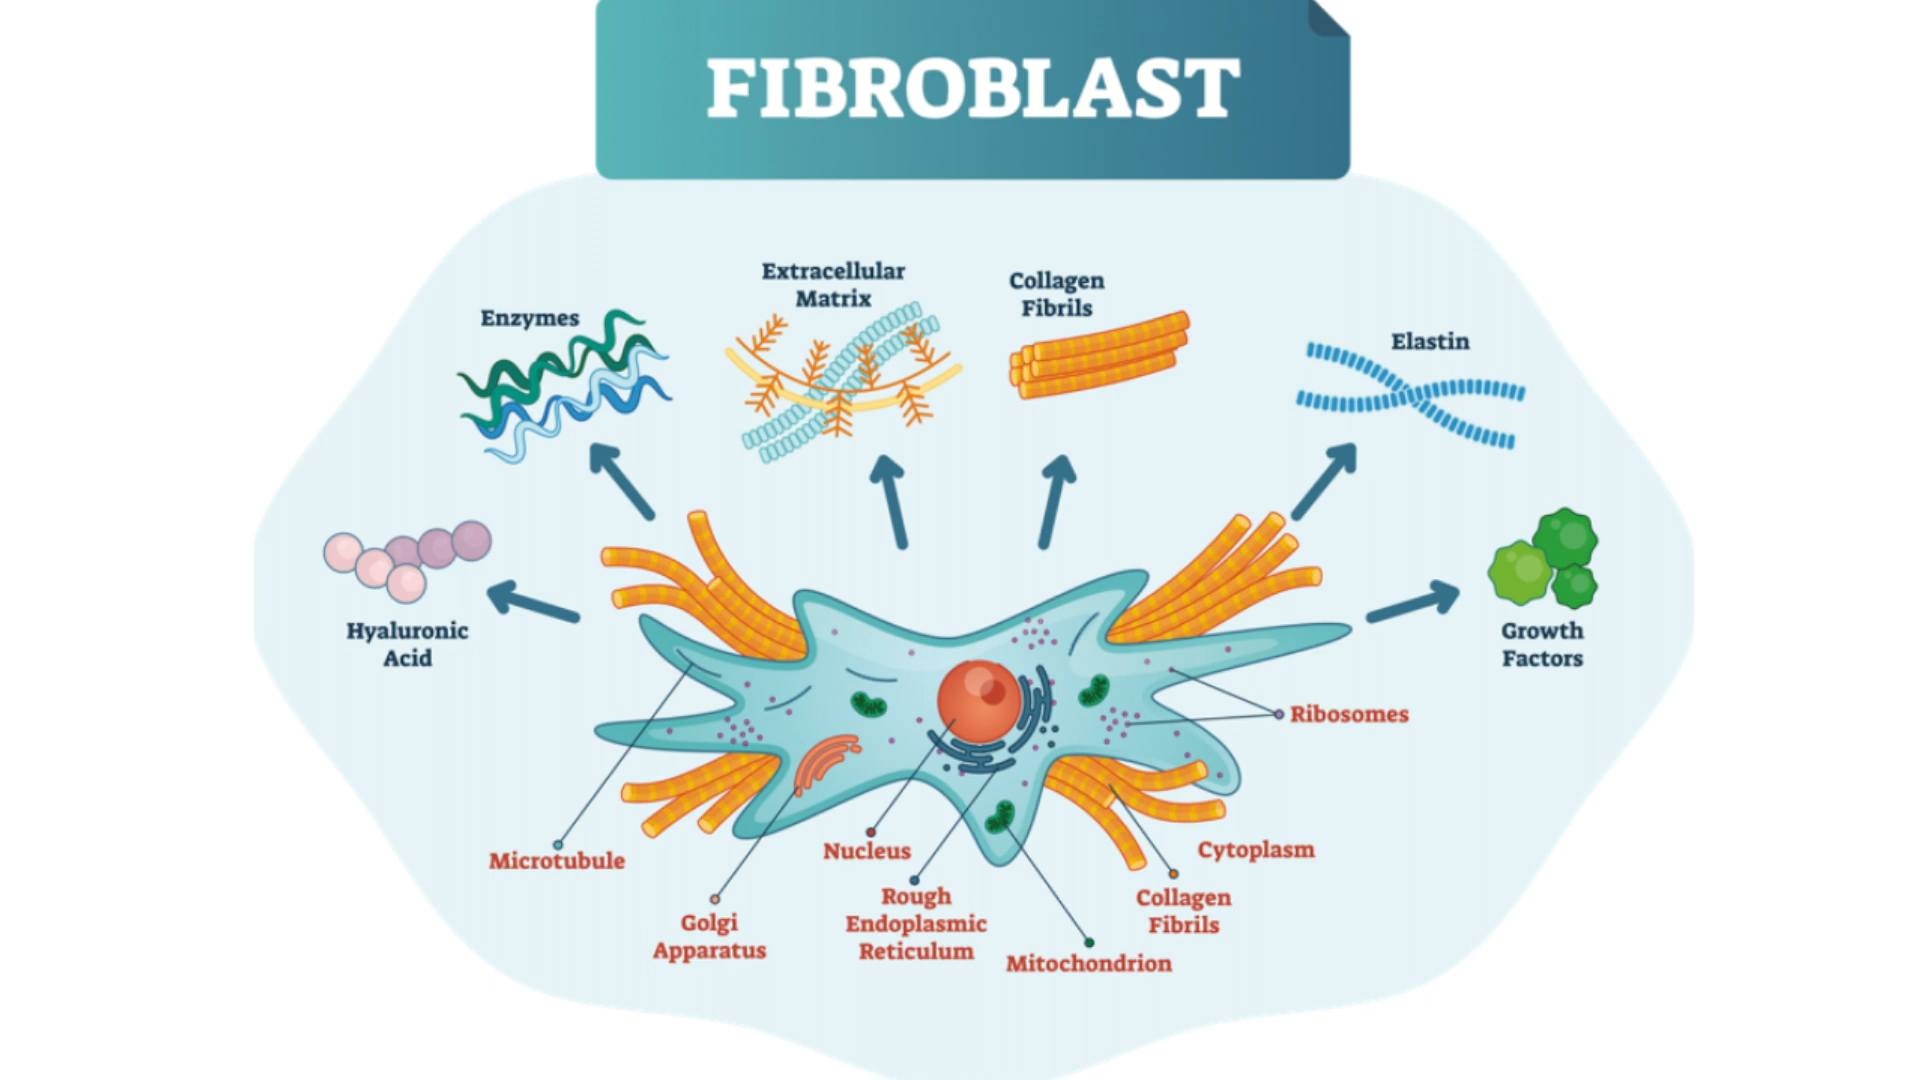 FIBROBLAST
Extracellular
Matrix
Collagen
Fibrils
Enzymes
Elastin
Hyaluronic
Acid
Growth
Factors
Ribosomes
Microtubule
Nucleus
Cytoplasm
Rough
Endoplasmic
Reticulum
Collagen
Fibrils
Golgi
Apparatus
Mitochondrion